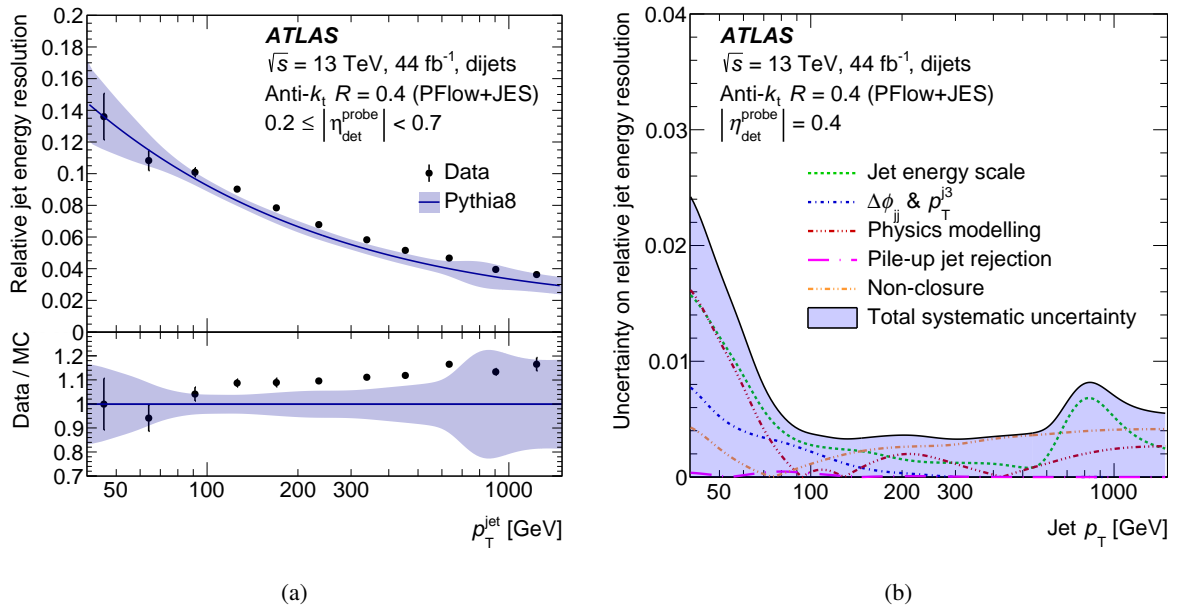 ATLAS
√s = 13 TeV, 44 fb⁻¹, dijets
Anti-kₜ R = 0.4 (PFlow+JES)
0.2 ≤ |η_det^probe| < 0.7
Data
Pythia8
Relative jet energy resolution
0.2
0.18
0.16
0.14
0.12
0.1
0.08
0.06
0.04
0.02
0
Data / MC
1.2
1.1
1
0.9
0.8
0.7
50 100 200 300 1000
p_T^jet [GeV]
(a)
ATLAS
√s = 13 TeV, 44 fb⁻¹, dijets
Anti-kₜ R = 0.4 (PFlow+JES)
|η_det^probe| = 0.4
Jet energy scale
Δϕ_jj & p_T^j3
Physics modelling
Pile-up jet rejection
Non-closure
Total systematic uncertainty
Uncertainty on relative jet energy resolution
0.04
0.03
0.02
0.01
0
50 100 200 300 1000
Jet p_T [GeV]
(b)